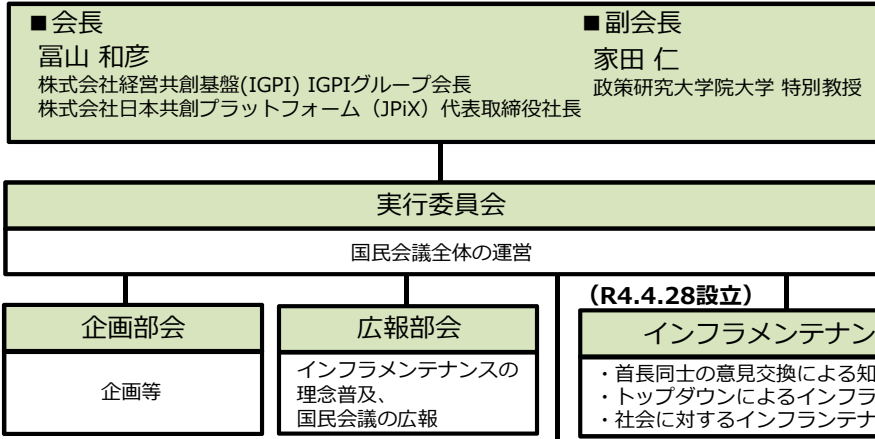 ■会長
冨山 和彦
株式会社経営共創基盤(IGPI) IGPIグループ会長
株式会社日本共創プラットフォーム（JPiX）代表取締役社長
■副会長
家田 仁
政策研究大学院大学 特別教授
実行委員会
国民会議全体の運営
企画部会
企画等
広報部会
インフラメンテナンスの
理念普及、
国民会議の広報
（R4.4.28設立）
インフラメンテナン
・首長同士の意見交換による知
・トップダウンによるインフラ
・社会に対するインフランテナ